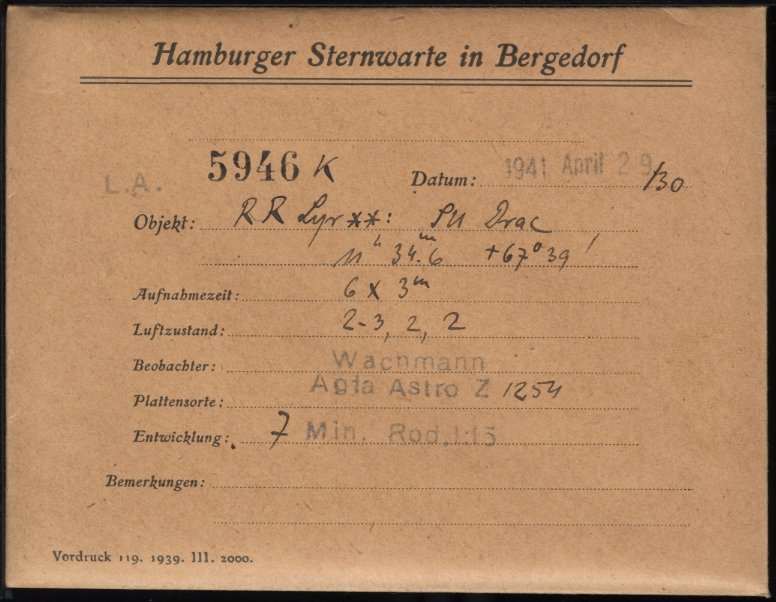 Hamburger Sternwarte in Bergedorf
L.A. 5946 K Datum: 1941 April 29/30
Objekt: RR Lyr **: SU Drac
11h 34.m6 +67° 39'
Aufnahmezeit: 6 x 3m
Luftzustand: 2-3, 2, 2
Beobachter: Wachmann
Plattensorte: Agfa Astro Z 1254
Entwicklung: 7 Min. Rod. 1:15
Bemerkungen:
Vordruck 119. 1939. III. 2000.